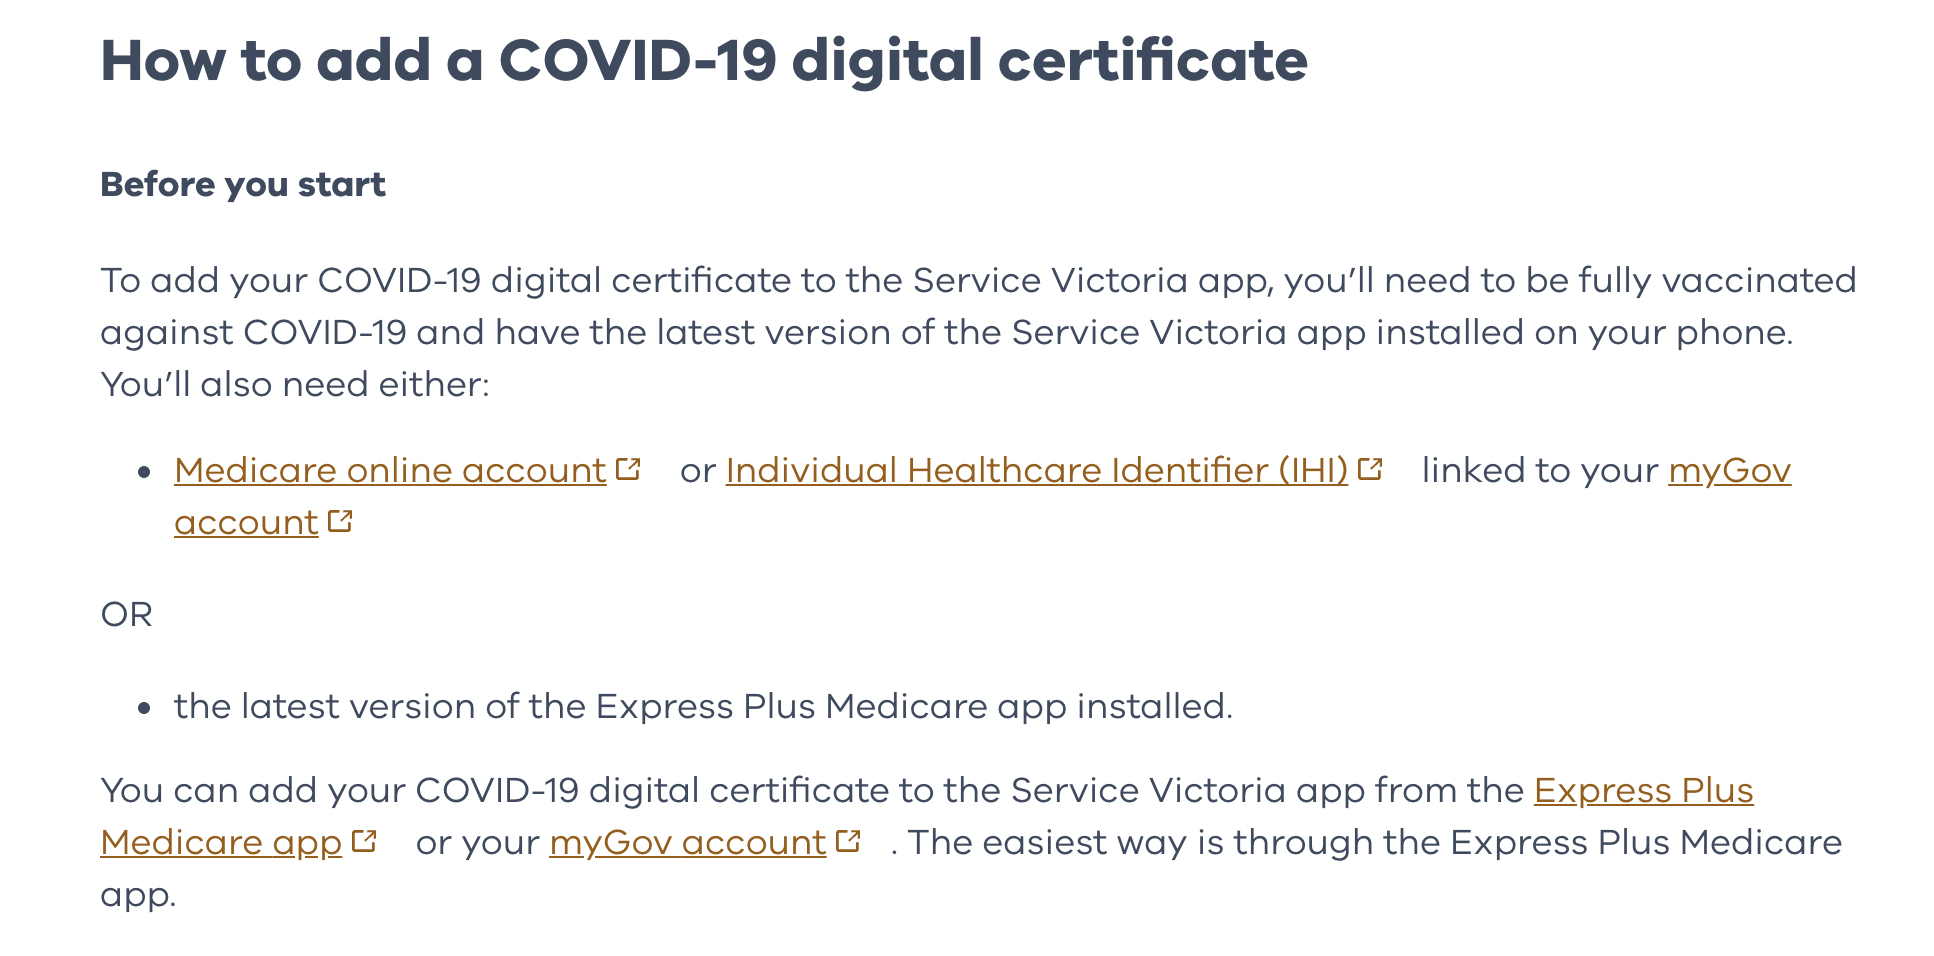 How to add a COVID-19 digital certificate
Before you start
To add your COVID-19 digital certificate to the Service Victoria app, you’ll need to be fully vaccinated
against COVID-19 and have the latest version of the Service Victoria app installed on your phone.
You’ll also need either:
• Medicare online account or Individual Healthcare Identifier (IHI) linked to your myGov
account
OR
• the latest version of the Express Plus Medicare app installed.
You can add your COVID-19 digital certificate to the Service Victoria app from the Express Plus
Medicare app or your myGov account . The easiest way is through the Express Plus Medicare
app.